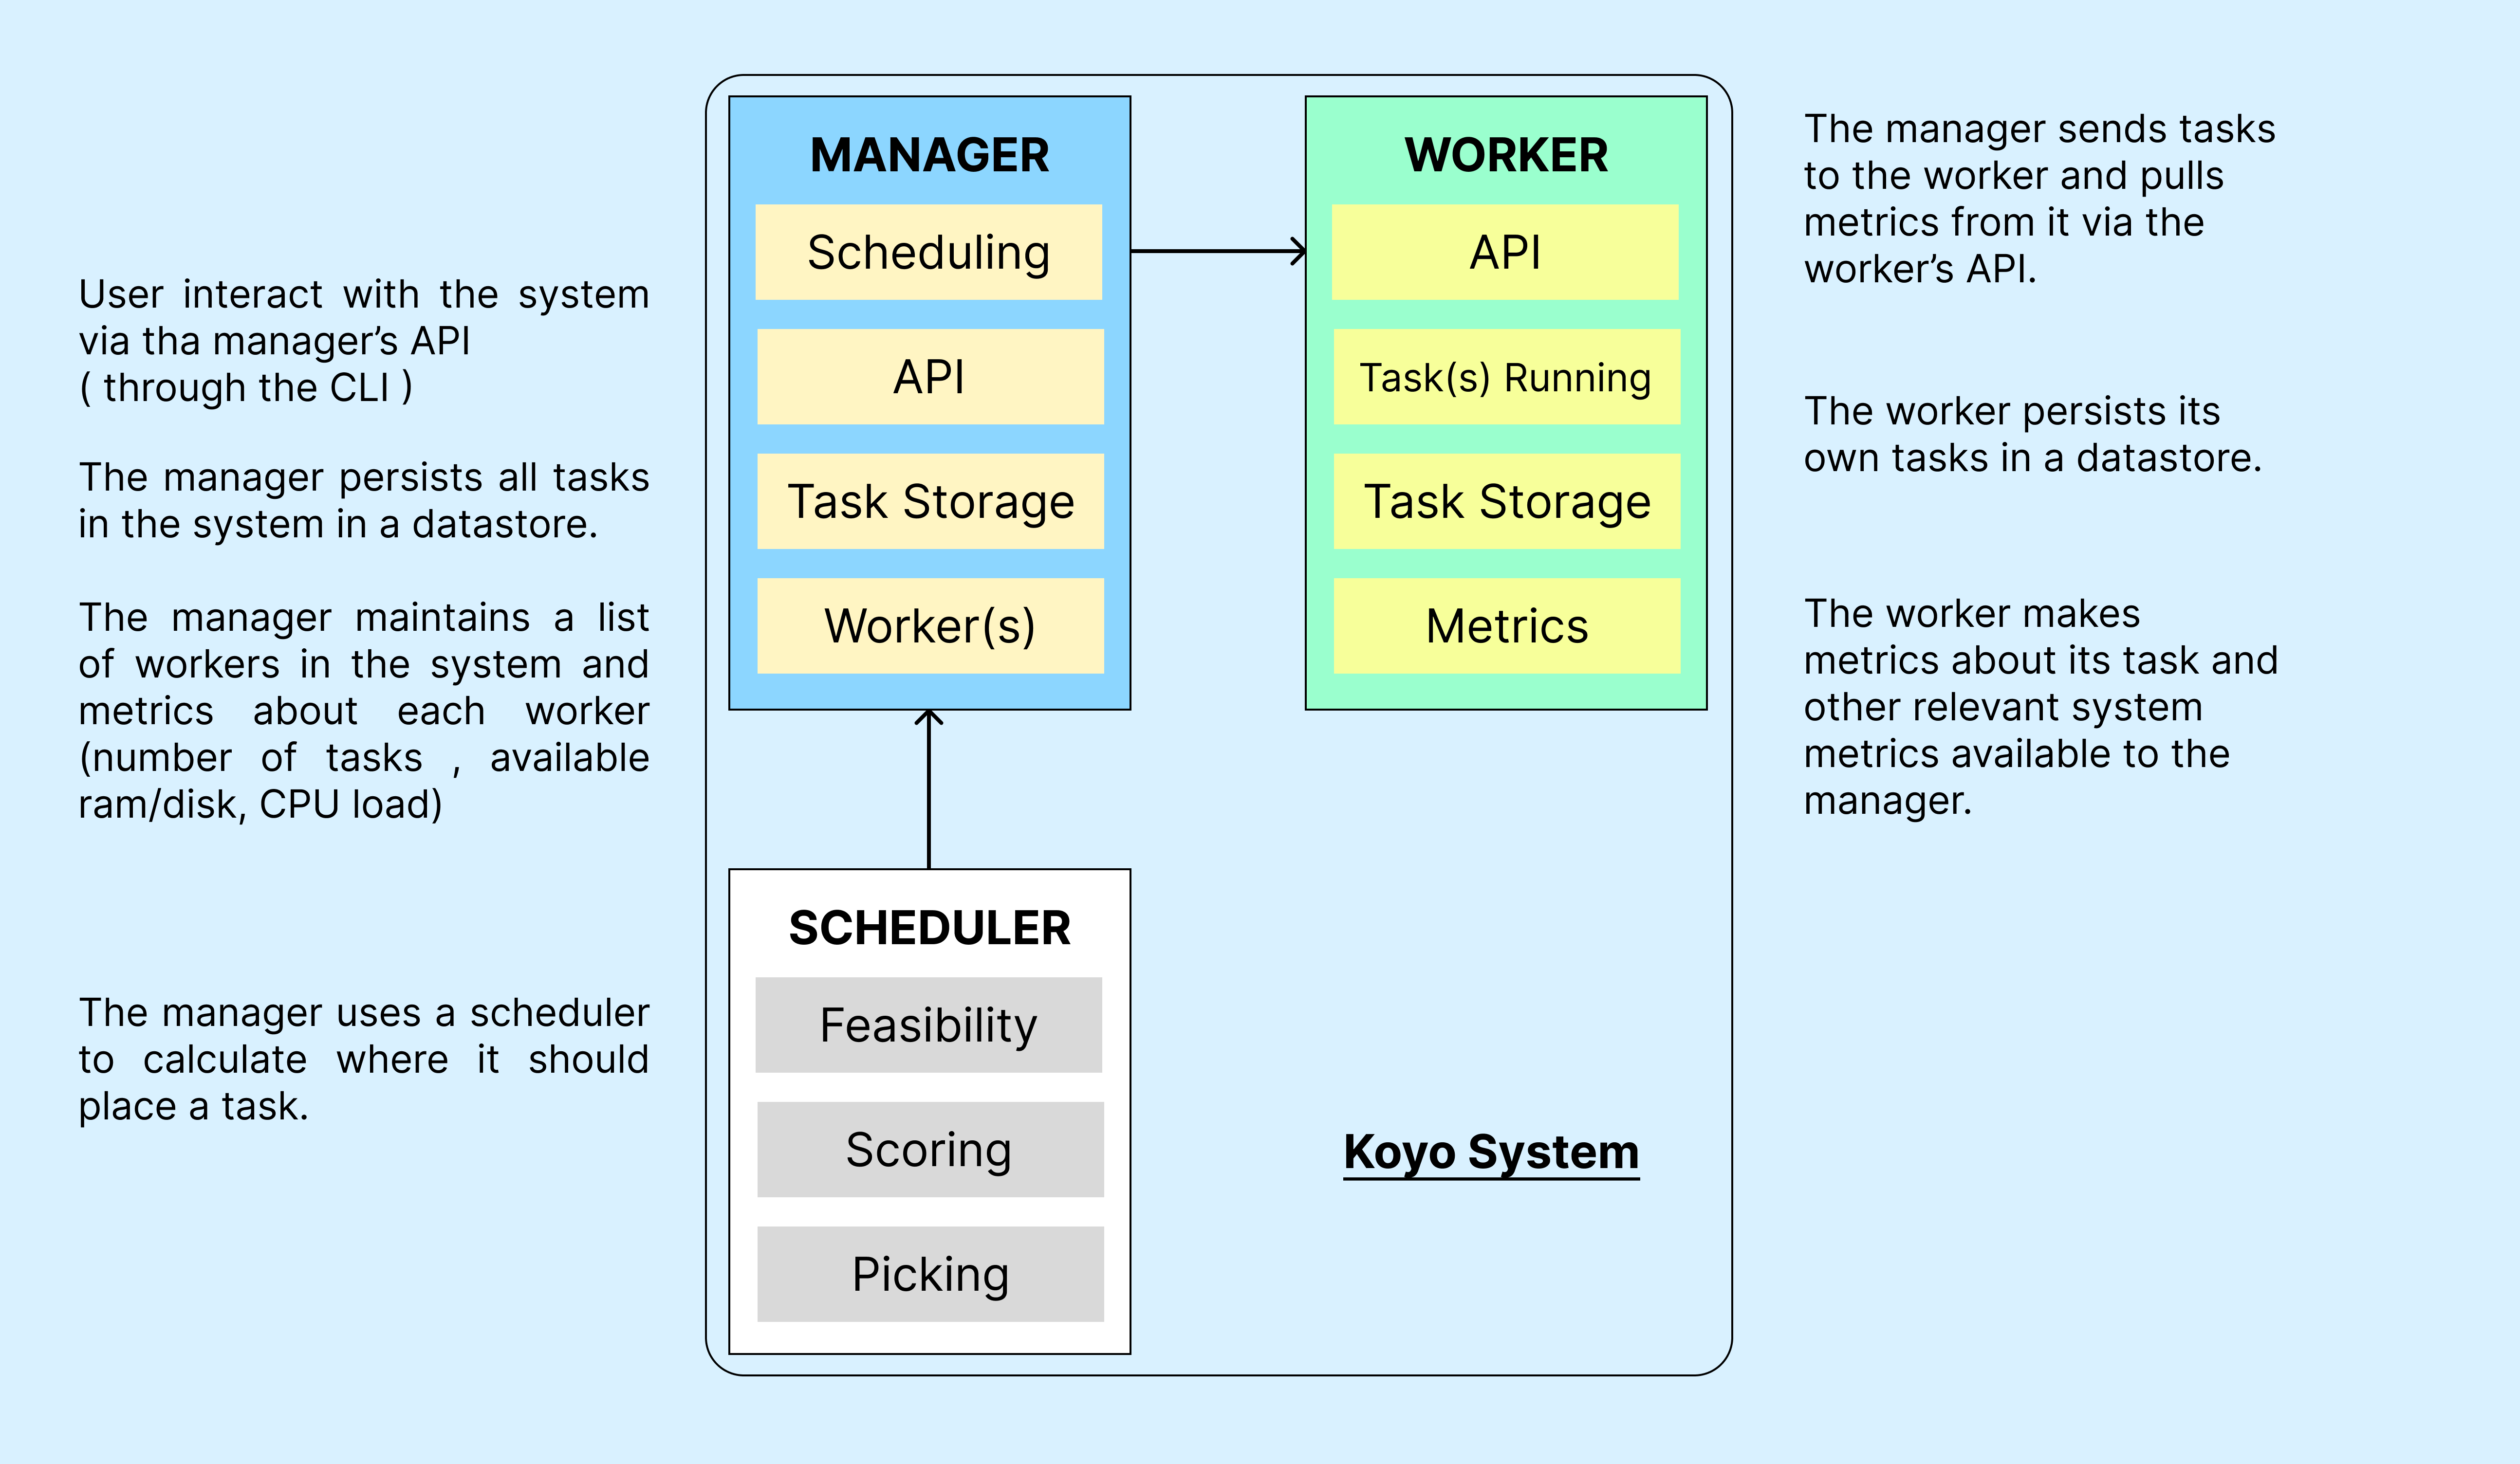 User interact with the system
via tha manager’s API
( through the CLI )
The manager persists all tasks
in the system in a datastore.
The manager maintains a list
of workers in the system and
metrics about each worker
(number of tasks , available
ram/disk, CPU load)
The manager uses a scheduler
to calculate where it should
place a task.
MANAGER
Scheduling
API
Task Storage
Worker(s)
SCHEDULER
Feasibility
Scoring
Picking
WORKER
API
Task(s) Running
Task Storage
Metrics
Koyo System
The manager sends tasks
to the worker and pulls
metrics from it via the
worker’s API.
The worker persists its
own tasks in a datastore.
The worker makes
metrics about its task and
other relevant system
metrics available to the
manager.